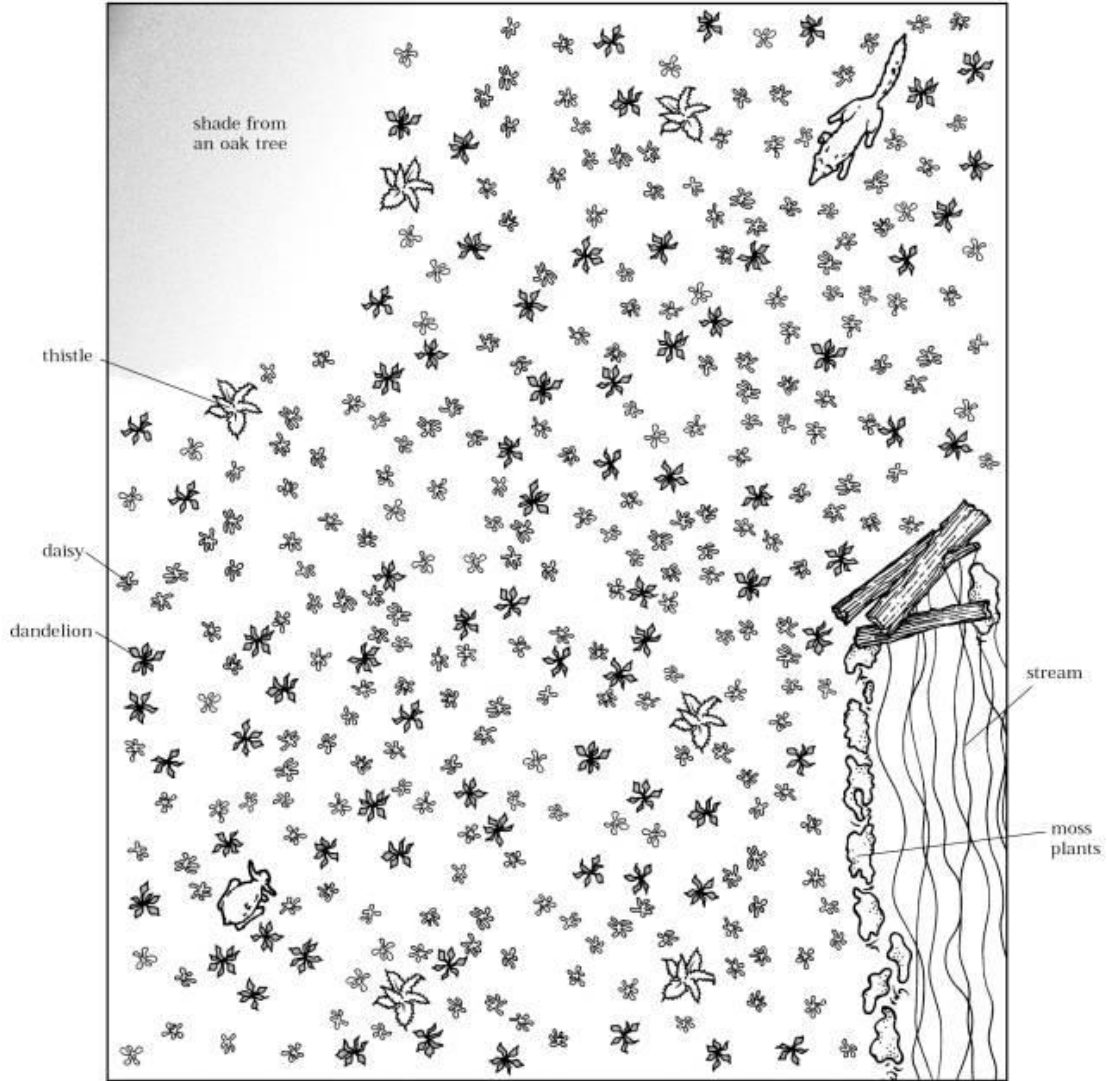 shade from
an oak tree
thistle
daisy
dandelion
stream
moss
plants